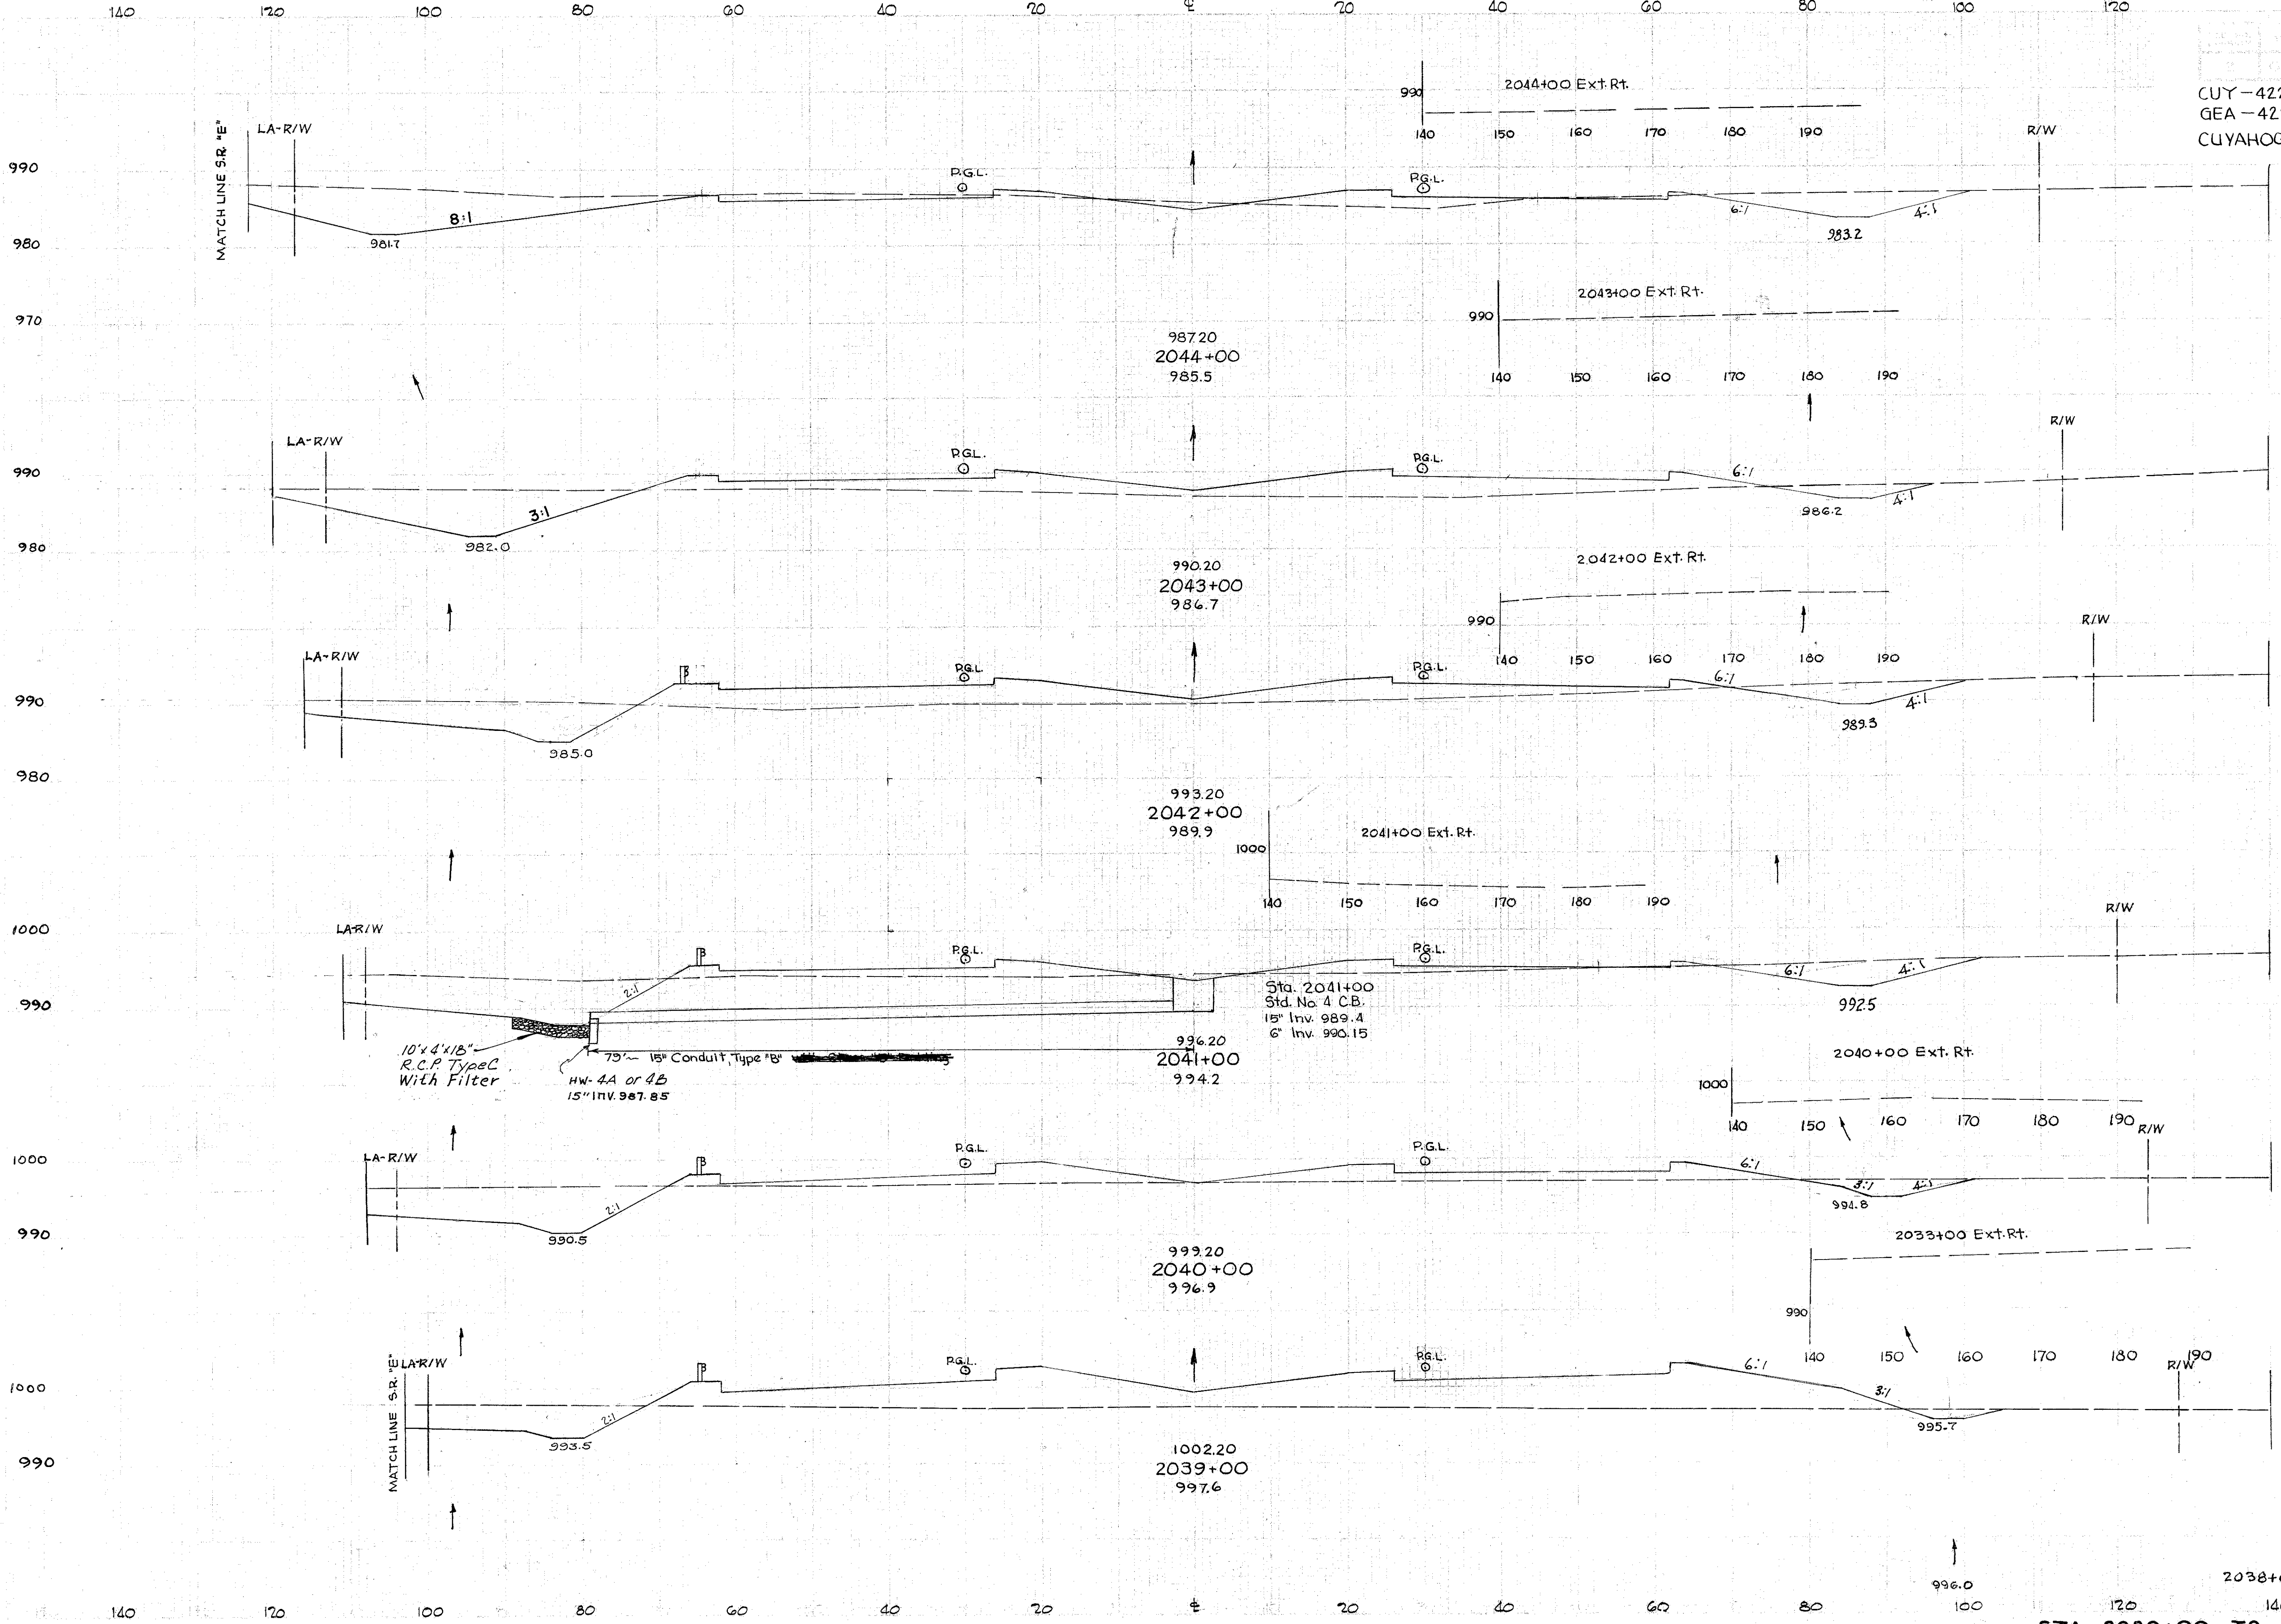 140 120 100 80 60 40 20 ℄ 20 40 60 80 100 120
CUY-422
GEA-422
CUYAHOG
2044+00 Ext. Rt.
990
140 150 160 170 180 190
MATCH LINE S.R. "E"
LA-R/W
R/W
990
P.G.L.
P.G.L.
8:1
6:1
4:1
980
981.7
983.2
2043+00 Ext. Rt.
990
970
140 150 160 170 180 190
987.20
2044+00
985.5
LA-R/W
R/W
990
P.G.L.
P.G.L.
3:1
6:1
4:1
982.0
986.2
980
2042+00 Ext. Rt.
990
140 150 160 170 180 190
990.20
2043+00
986.7
LA-R/W
R/W
990
P.G.L.
P.G.L.
6:1
4:1
985.0
989.3
980
993.20
2042+00
989.9
2041+00 Ext. Rt.
1000
140 150 160 170 180 190
1000
LA-R/W
R/W
P.G.L.
P.G.L.
2:1
6:1
4:1
990
992.5
Sta. 2041+00
Std. No. 4 C.B.
15" Inv. 989.4
6" Inv. 990.15
10'x4'x18"
R.C.P. Type C
With Filter
79'~ 15" Conduit, Type "B"
HW-4A or 4B
15" INV. 987.85
996.20
2041+00
994.2
2040+00 Ext. Rt.
1000
140 150 160 170 180 190
1000
LA-R/W
R/W
P.G.L.
P.G.L.
2:1
6:1
3:1
4:1
990
990.5
994.8
999.20
2040+00
996.9
2033+00 Ext. Rt.
990
140 150 160 170 180 190
MATCH LINE S.R. "E"
LA-R/W
R/W
1000
P.G.L.
P.G.L.
2:1
6:1
3:1
993.5
995.7
990
1002.20
2039+00
997.6
996.0
2038+
140 120 100 80 60 40 20 ℄ 20 40 60 80 100 120 14